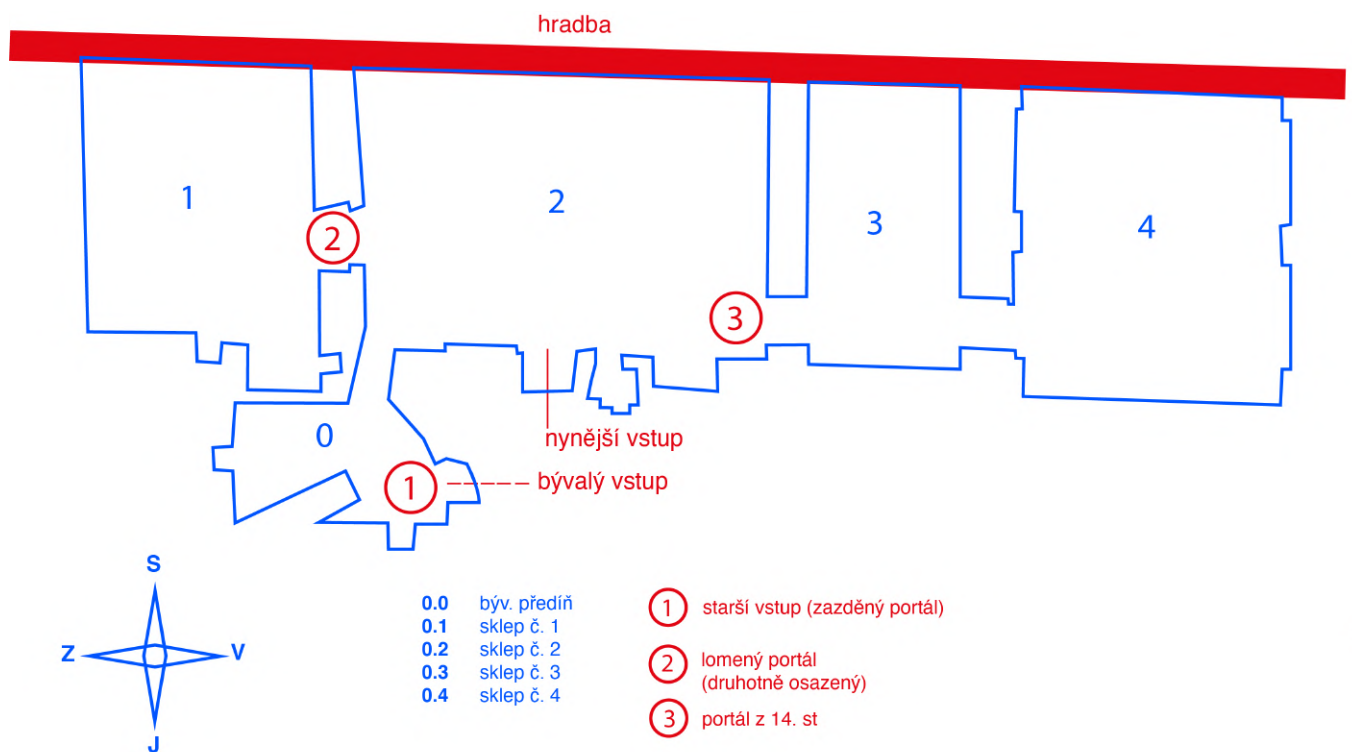 hradba
1
2
3
4
2
3
0
nynější vstup
1
bývalý vstup
S
Z
V
J
0.0 býv. předíň
0.1 sklep č. 1
0.2 sklep č. 2
0.3 sklep č. 3
0.4 sklep č. 4
1 starší vstup (zazděný portál)
2 lomený portál
(druhotně osazený)
3 portál z 14. st